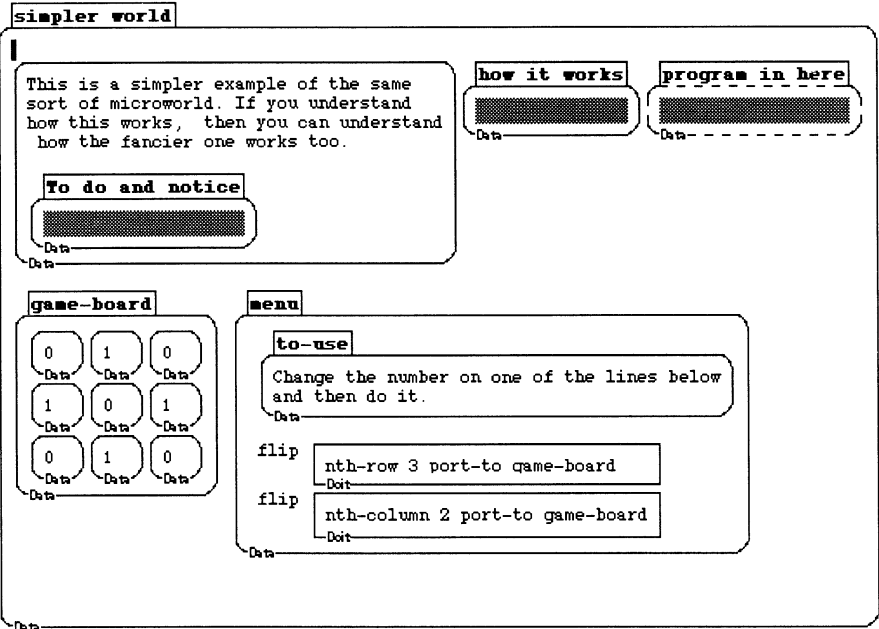 simpler world
This is a simpler example of the same
sort of microworld. If you understand
how this works, then you can understand
how the fancier one works too.
To do and notice
Data
Data
how it works
Data
program in here
Data
game-board
0 1 0
Data Data Data
1 0 1
Data Data Data
0 1 0
Data Data Data
Data
menu
to-use
Change the number on one of the lines below
and then do it.
Data
flip
nth-row 3 port-to game-board
Doit
flip
nth-column 2 port-to game-board
Doit
Data
Data